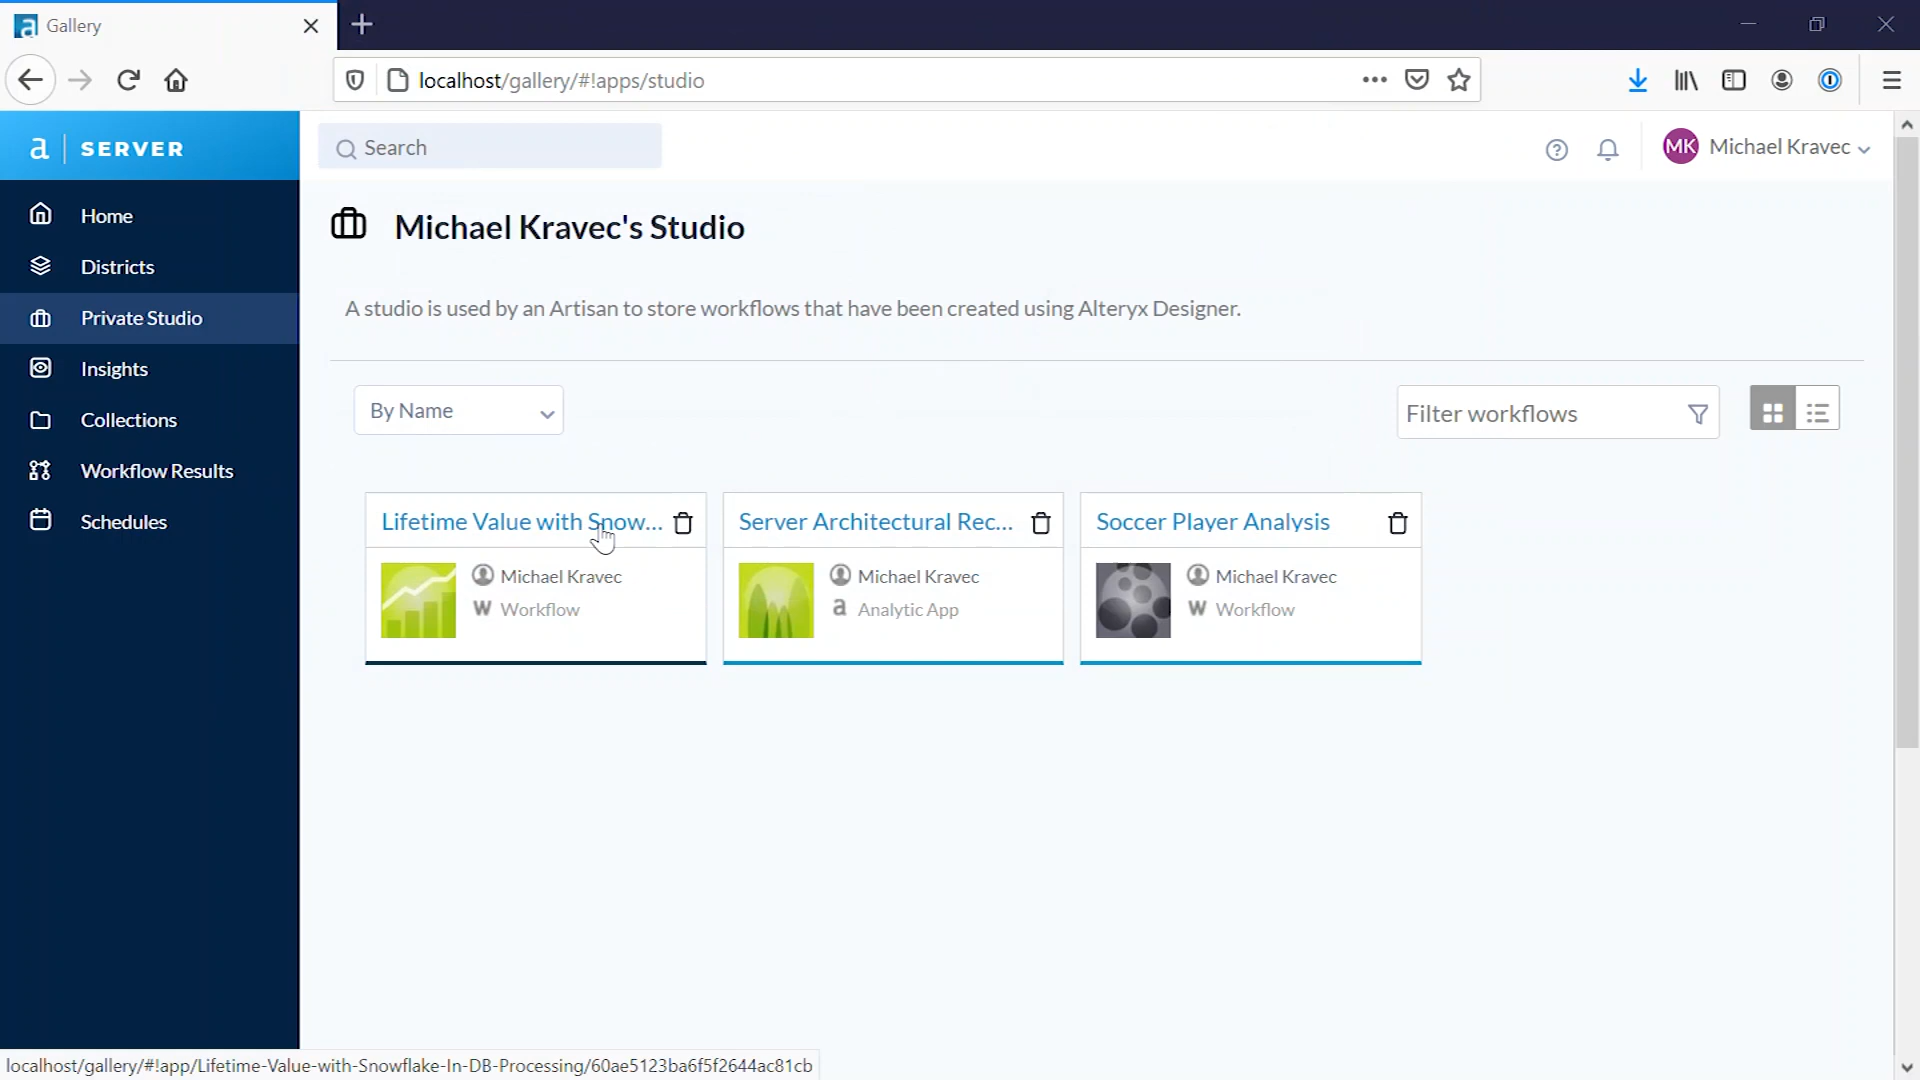 Gallery
localhost/gallery/#!apps/studio
a | SERVER
Search
MK Michael Kravec
Home
Districts
Private Studio
Insights
Collections
Workflow Results
Schedules
Michael Kravec's Studio
A studio is used by an Artisan to store workflows that have been created using Alteryx Designer.
By Name
Filter workflows
Lifetime Value with Snow...
Michael Kravec
W Workflow
Server Architectural Rec...
Michael Kravec
a Analytic App
Soccer Player Analysis
Michael Kravec
W Workflow
localhost/gallery/#!app/Lifetime-Value-with-Snowflake-In-DB-Processing/60ae5123ba6f5f2644ac81cb